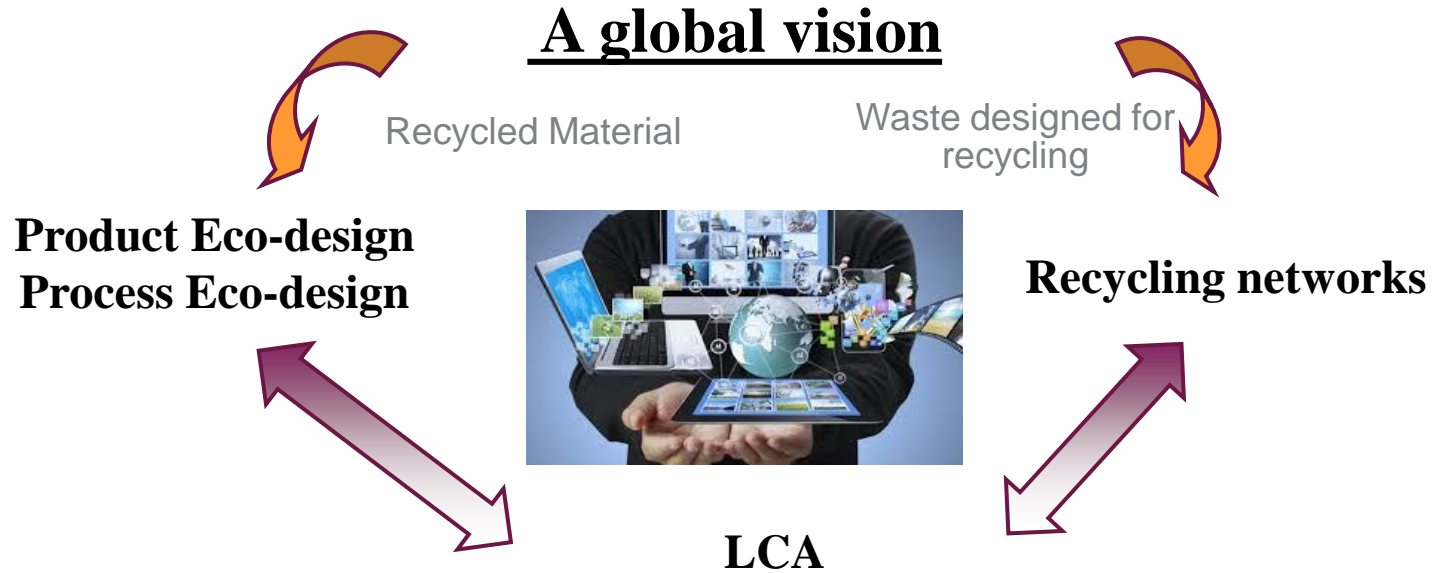 A global vision
Recycled Material
Waste designed for
recycling
Product Eco-design
Process Eco-design
Recycling networks
LCA